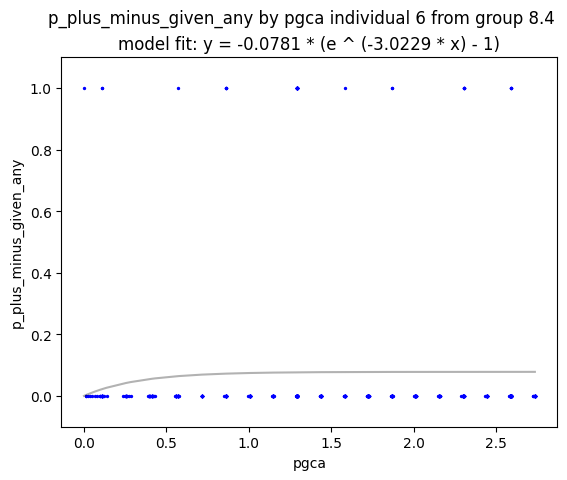 p_plus_minus_given_any by pgca individual 6 from group 8.4
model fit: y = -0.0781 * (e ^ (-3.0229 * x) - 1)
1.0
0.8
0.6
0.4
0.2
0.0
p_plus_minus_given_any
0.0 0.5 1.0 1.5 2.0 2.5
pgca